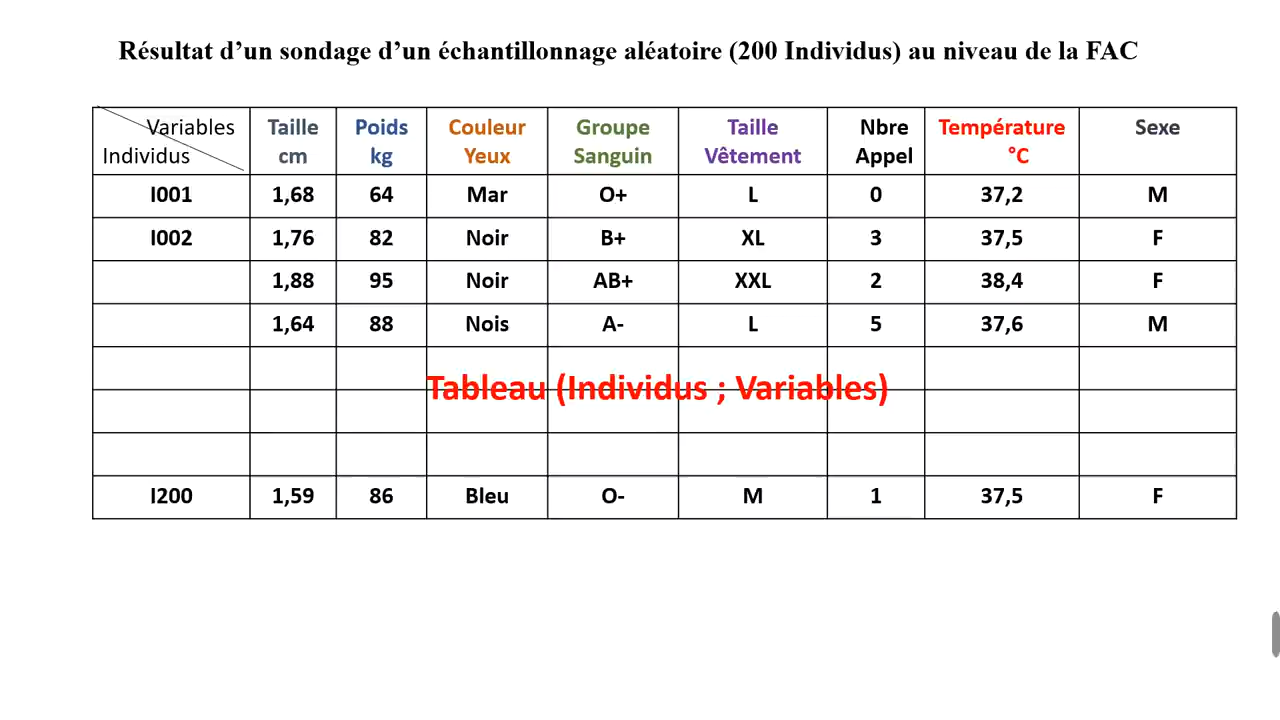 Résultat d’un sondage d’un échantillonnage aléatoire (200 Individus) au niveau de la FAC
Variables Taille Poids Couleur Groupe Taille Nbre Température Sexe
Individus cm kg Yeux Sanguin Vêtement Appel °C
I001 1,68 64 Mar O+ L 0 37,2 M
I002 1,76 82 Noir B+ XL 3 37,5 F
1,88 95 Noir AB+ XXL 2 38,4 F
1,64 88 Nois A- L 5 37,6 M
Tableau (Individus ; Variables)
I200 1,59 86 Bleu O- M 1 37,5 F